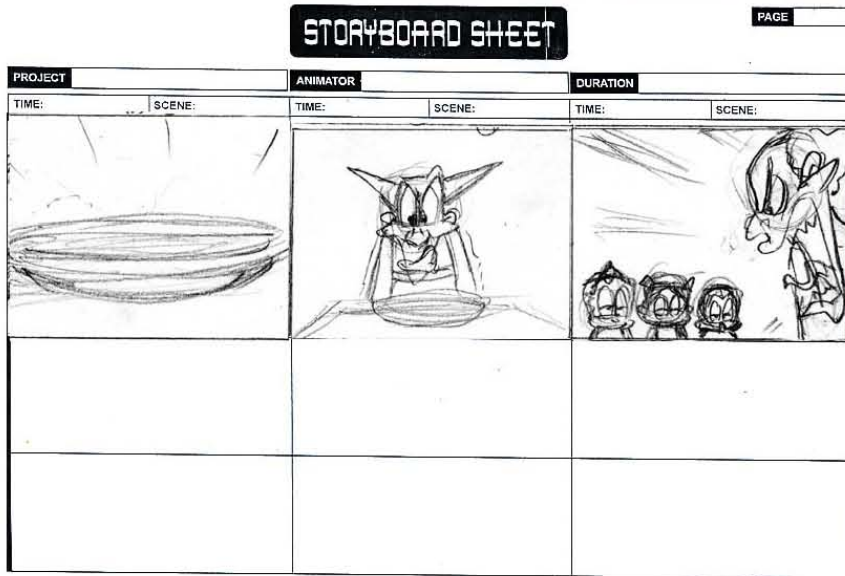 STORYBOARD SHEET
PAGE
PROJECT
ANIMATOR
DURATION
TIME: SCENE: TIME: SCENE: TIME: SCENE: